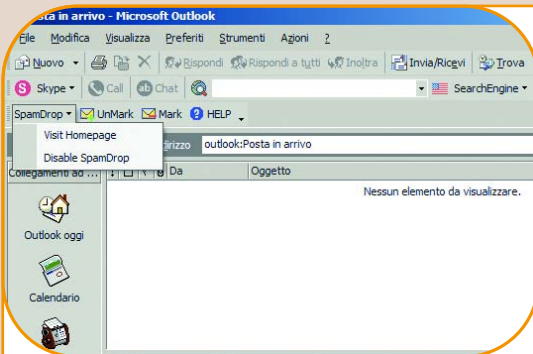 sta in arrivo - Microsoft Outlook
File Modifica Visualizza Preferiti Strumenti Azioni ?
Nuovo Rispondi Rispondi a tutti Inoltra Invia/Ricevi Trova
Skype Call Chat SearchEngine
SpamDrop UnMark Mark HELP
Visit Homepage
Disable SpamDrop
dirizzo outlook:Posta in arrivo
Collegamenti ad ... Da Oggetto
Nessun elemento da visualizzare.
Outlook oggi
Calendario